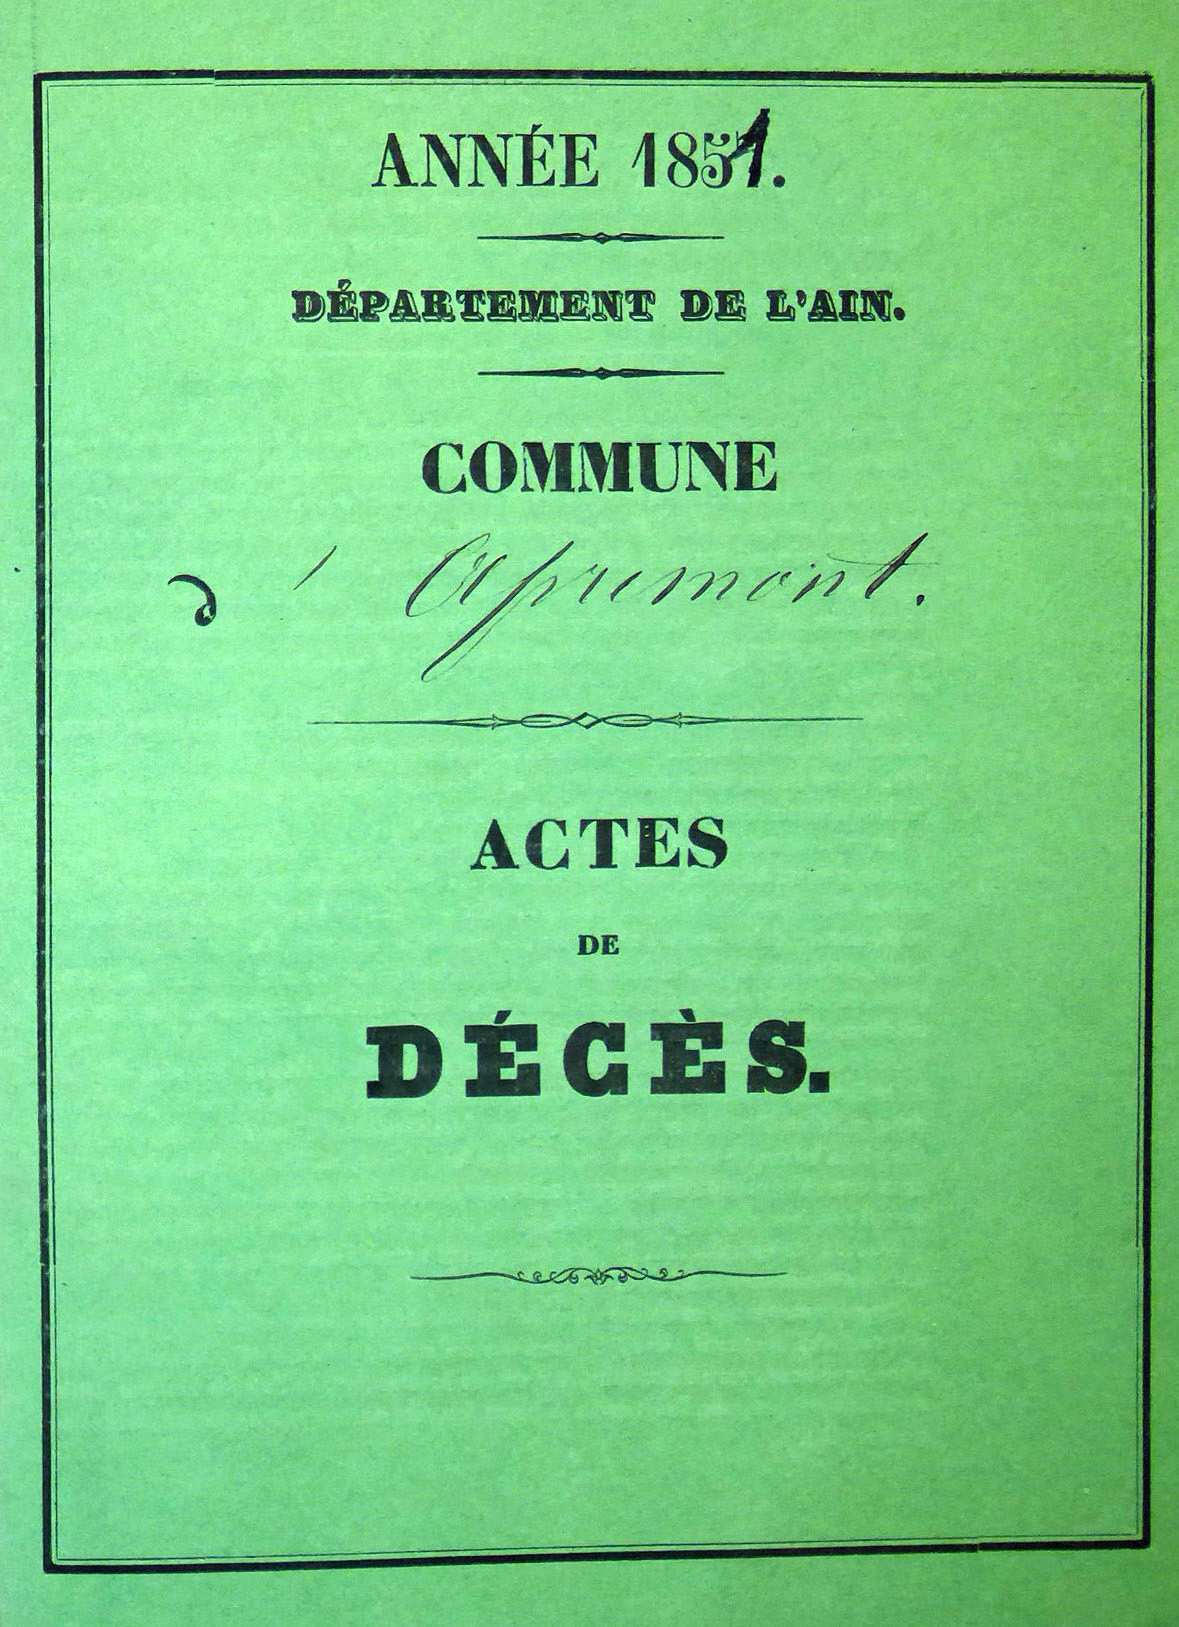 ANNÉE 1851.
DÉPARTEMENT DE L'AIN.
COMMUNE
d' Apremont.
ACTES
DE
DÉCÈS.